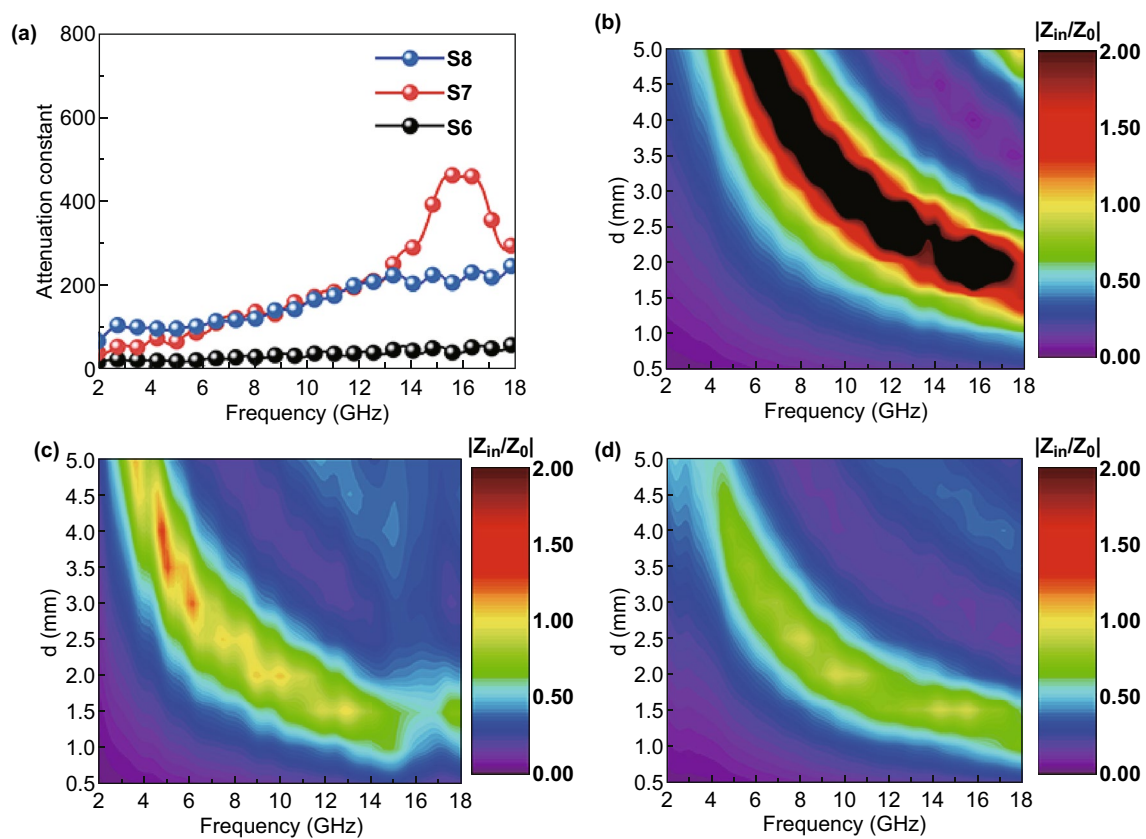 (a)
800
600
400
200
0
Attenuation constant
S8
S7
S6
2 4 6 8 10 12 14 16 18
Frequency (GHz)
(b)
|Zin/Z0|
5.0
4.5
4.0
3.5
3.0
2.5
2.0
1.5
1.0
0.5
d (mm)
2 4 6 8 10 12 14 16 18
Frequency (GHz)
2.00
1.50
1.00
0.50
0.00
(c)
|Zin/Z0|
5.0
4.5
4.0
3.5
3.0
2.5
2.0
1.5
1.0
0.5
d (mm)
2 4 6 8 10 12 14 16 18
Frequency (GHz)
2.00
1.50
1.00
0.50
0.00
(d)
|Zin/Z0|
5.0
4.5
4.0
3.5
3.0
2.5
2.0
1.5
1.0
0.5
d (mm)
2 4 6 8 10 12 14 16 18
Frequency (GHz)
2.00
1.50
1.00
0.50
0.00